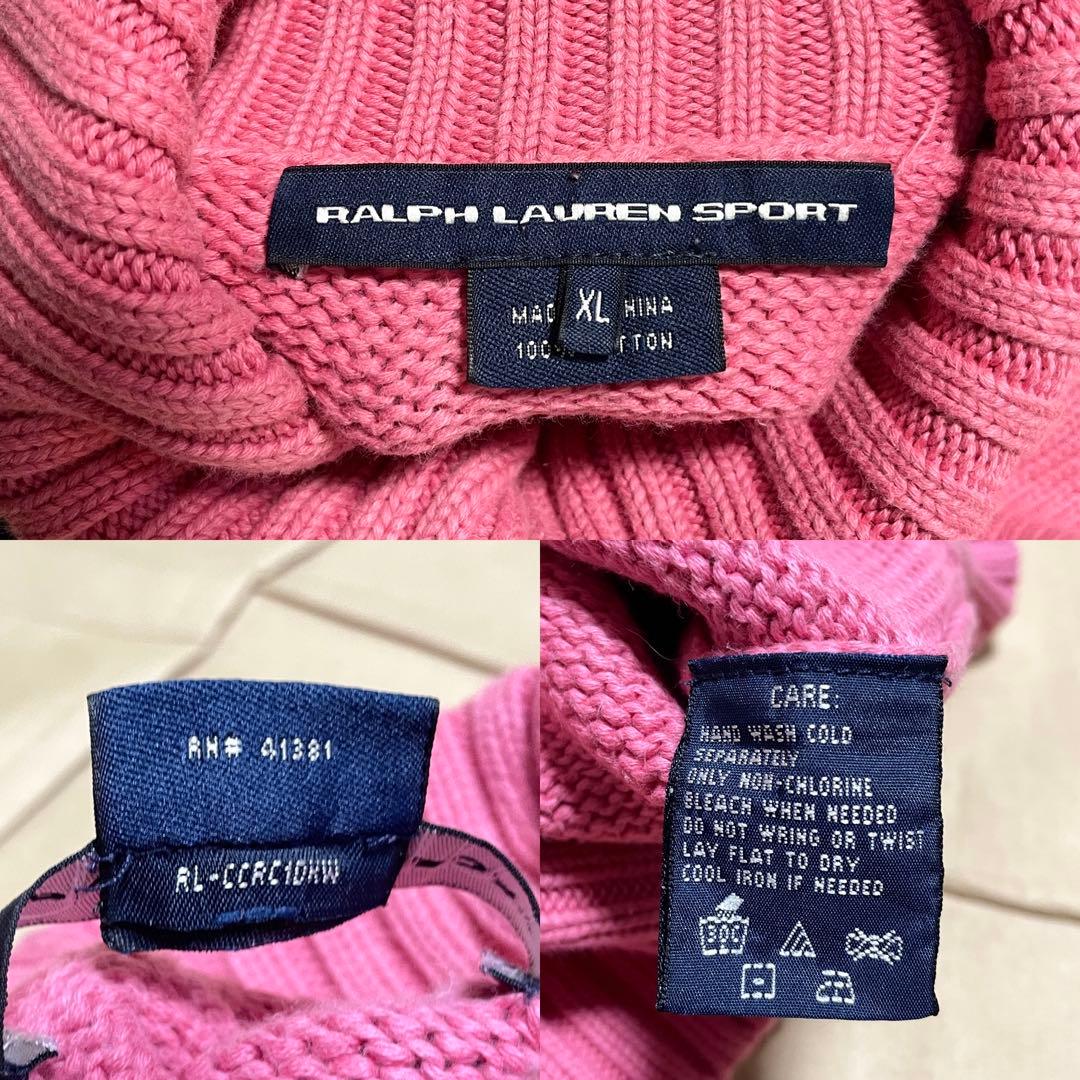 RALPH LAUREN SPORT
XL
MAD HINA
100% TTON
RN# 41381
RL-CCRC1DKW
CARE:
HAND WASH COLD
SEPARATELY
ONLY NON-CHLORINE
BLEACH WHEN NEEDED
DO NOT WRING OR TWIST
LAY FLAT TO DRY
COOL IRON IF NEEDED